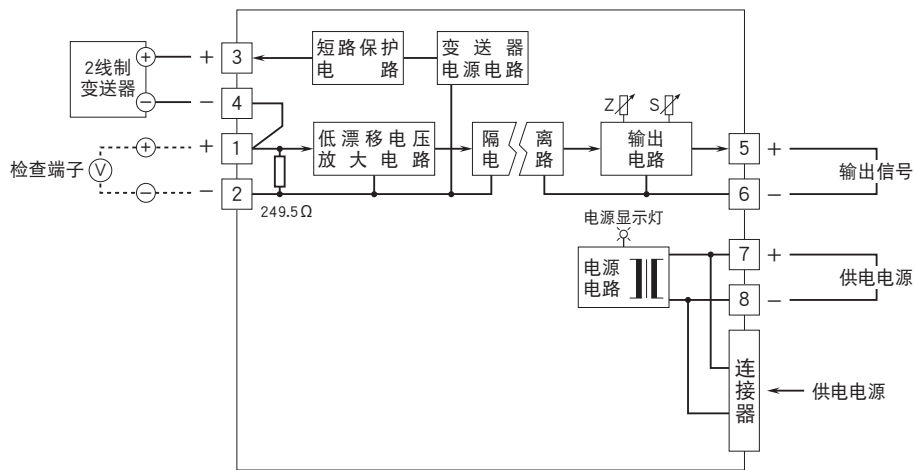 2线制
变送器
+
−
+
−
3
4
短路保护
电路
变送器
电源电路
Z
S
检查端子
V
+
−
+
−
1
2
249.5Ω
低漂移电压
放大电路
隔离
电路
输出
电路
5
6
+
−
输出信号
电源显示灯
电源
电路
7
8
+
−
供电电源
连接器
供电电源